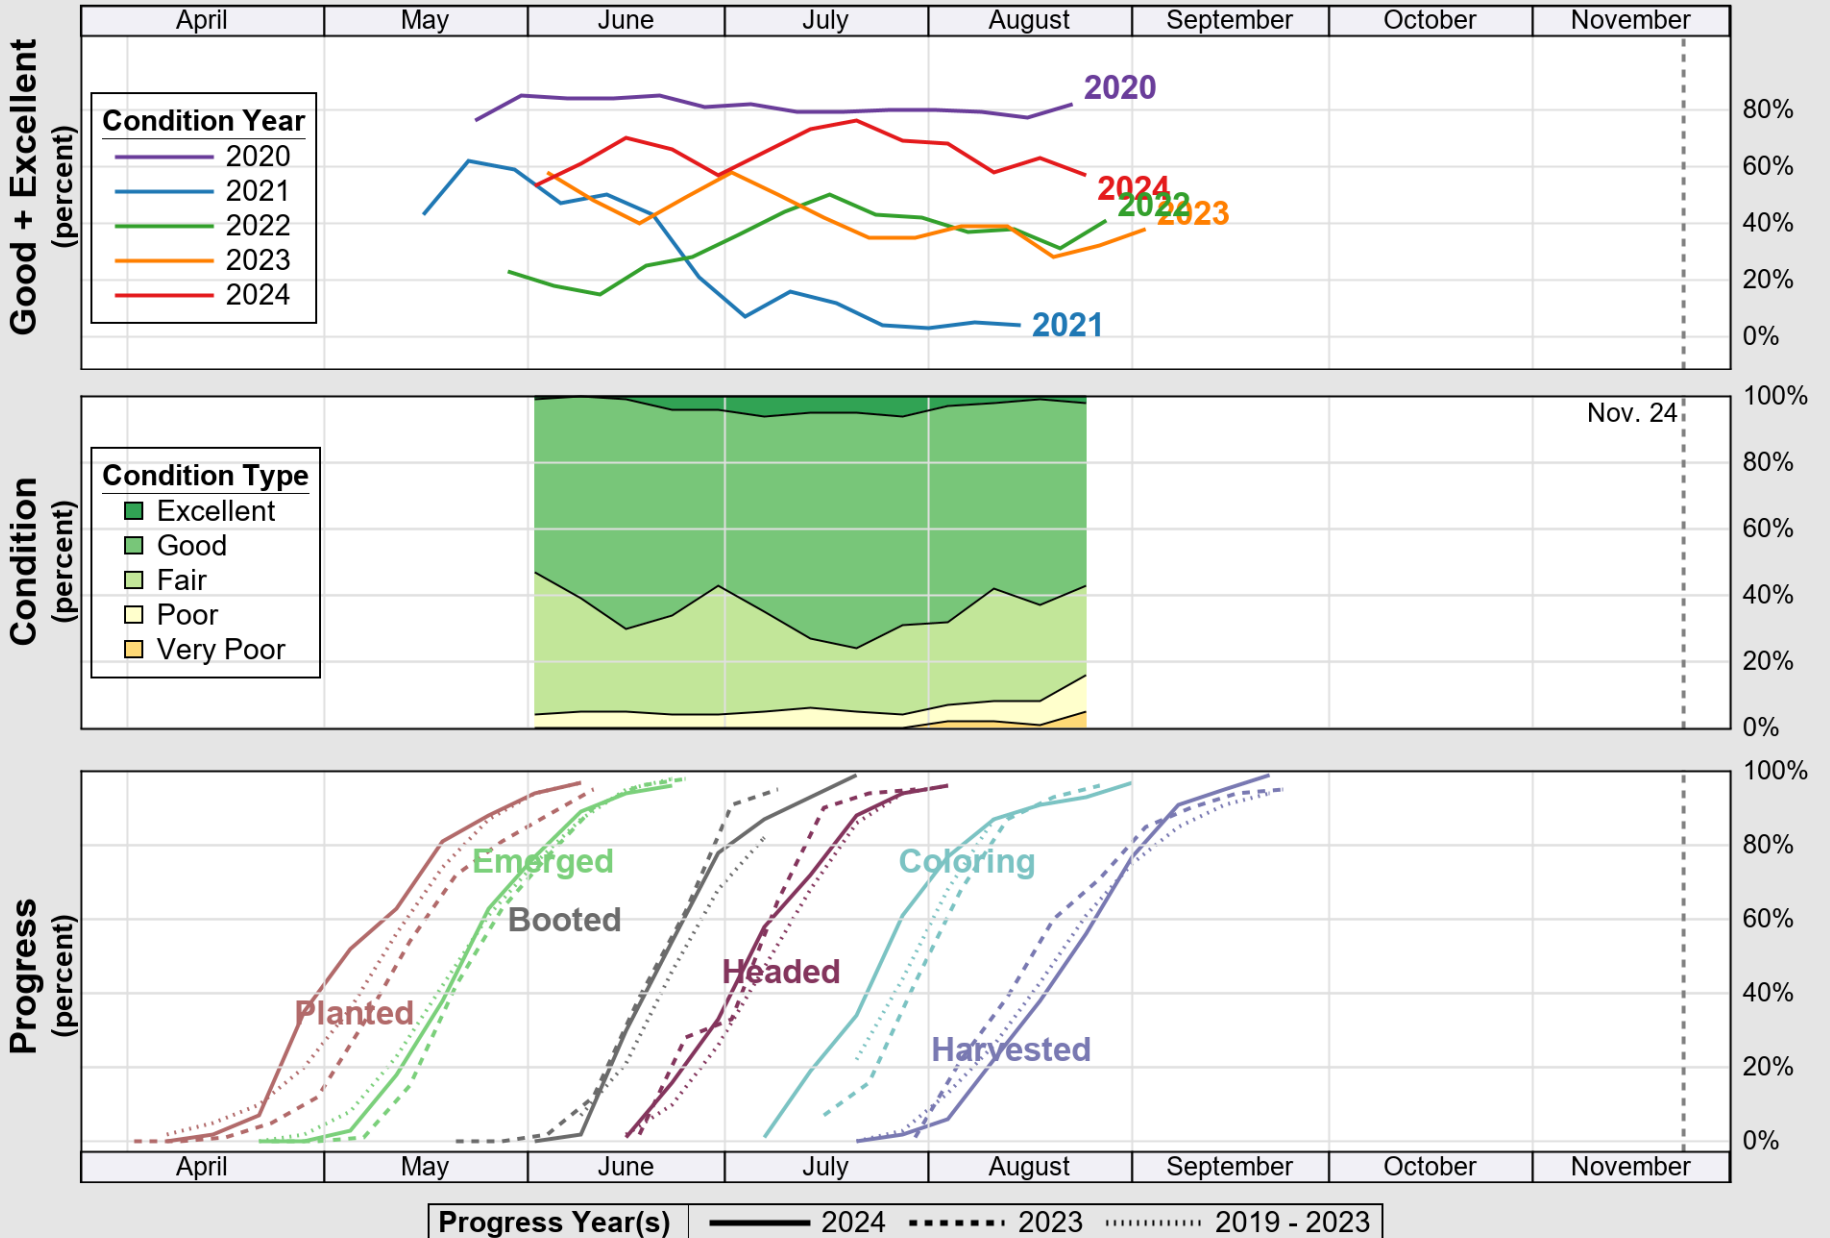 April May June July August September October November
Good + Excellent
(percent)
Condition Year
2020
2021
2022
2023
2024
2020
2024
2022
2023
2021
80%
60%
40%
20%
0%
Condition
(percent)
Condition Type
Excellent
Good
Fair
Poor
Very Poor
Nov. 24
100%
80%
60%
40%
20%
0%
Progress
(percent)
Planted
Emerged
Booted
Headed
Coloring
Harvested
100%
80%
60%
40%
20%
0%
April May June July August September October November
Progress Year(s) 2024 2023 2019 - 2023